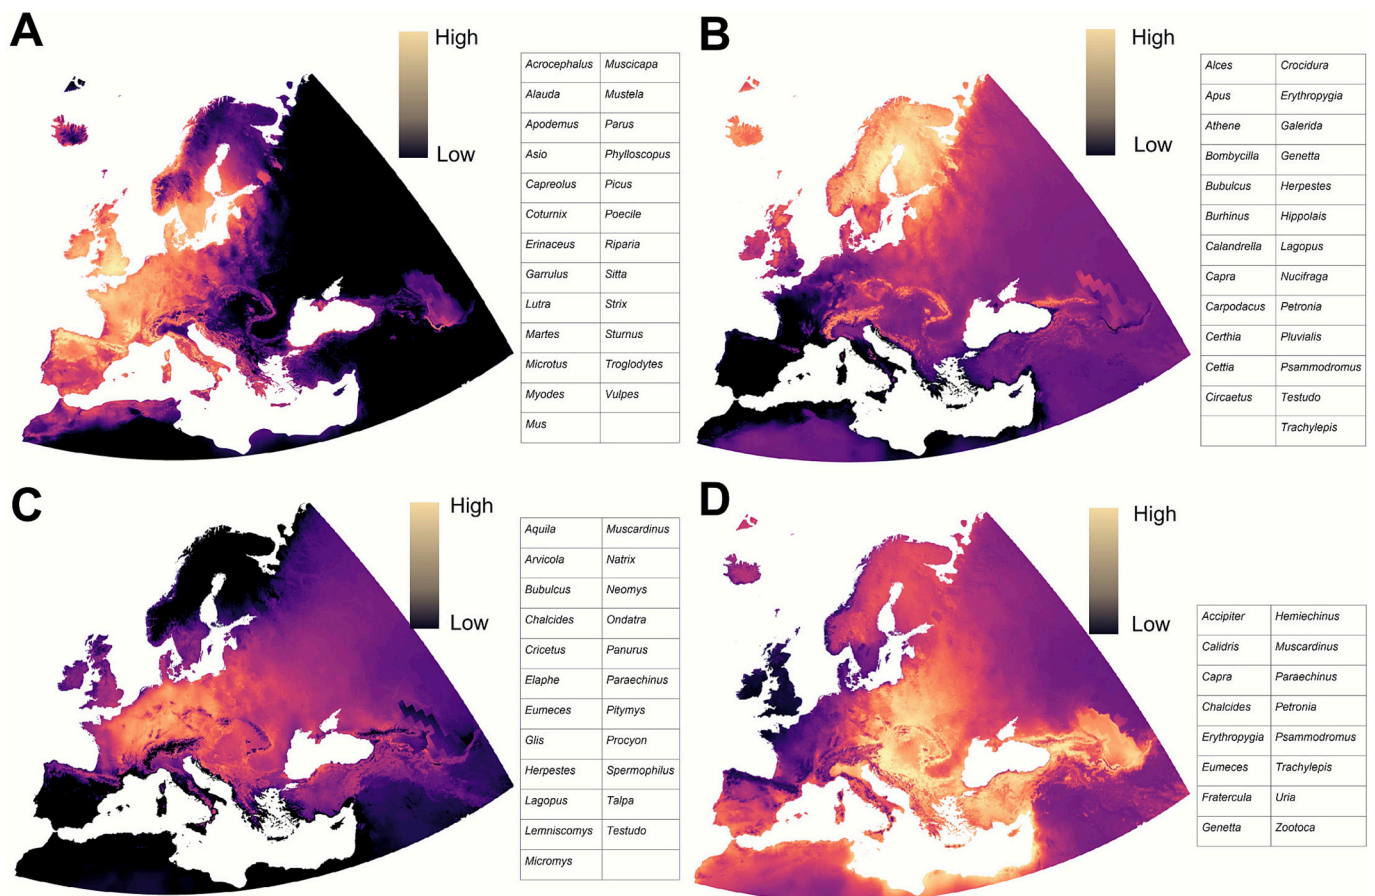 A
High
Low
Acrocephalus Muscicapa
Alauda Mustela
Apodemus Parus
Asio Phylloscopus
Capreolus Picus
Coturnix Poecile
Erinaceus Riparia
Garrulus Sitta
Lutra Strix
Martes Sturnus
Microtus Troglodytes
Myodes Vulpes
Mus
B
High
Low
Alces Crocidura
Apus Erythropygia
Athene Galerida
Bombycilla Genetta
Bubulcus Herpestes
Burhinus Hippolais
Calandrella Lagopus
Capra Nucifraga
Carpodacus Petronia
Certhia Pluvialis
Cettia Psammodromus
Circaetus Testudo
Trachylepis
C
High
Low
Aquila Muscardinus
Arvicola Natrix
Bubulcus Neomys
Chalcides Ondatra
Cricetus Panurus
Elaphe Paraechinus
Eumeces Pitymys
Glis Procyon
Herpestes Spermophilus
Lagopus Talpa
Lemniscomys Testudo
Micromys
D
High
Low
Accipiter Hemiechinus
Calidris Muscardinus
Capra Paraechinus
Chalcides Petronia
Erythropygia Psammodromus
Eumeces Trachylepis
Fratercula Uria
Genetta Zootoca